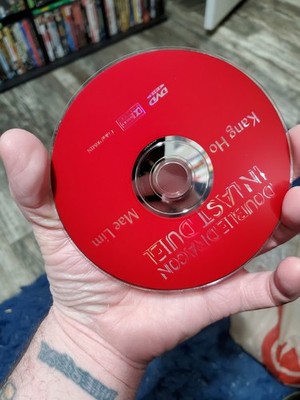 DOUBLE DRAGON
IN LAST DUEL
Kang Ho
Mae Lim
DVD